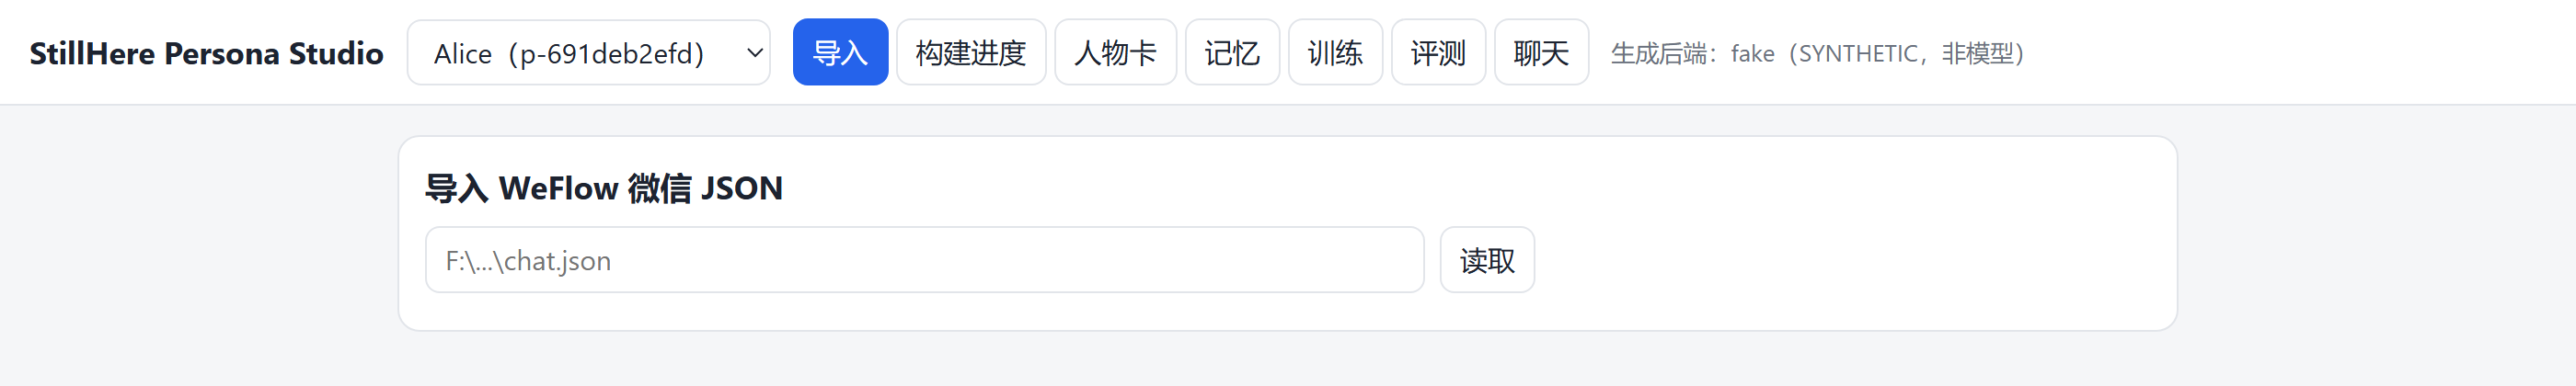 StillHere Persona Studio Alice（p-691deb2efd） 导入 构建进度 人物卡 记忆 训练 评测 聊天 生成后端：fake（SYNTHETIC，非模型）
导入 WeFlow 微信 JSON
F:\...\chat.json 读取